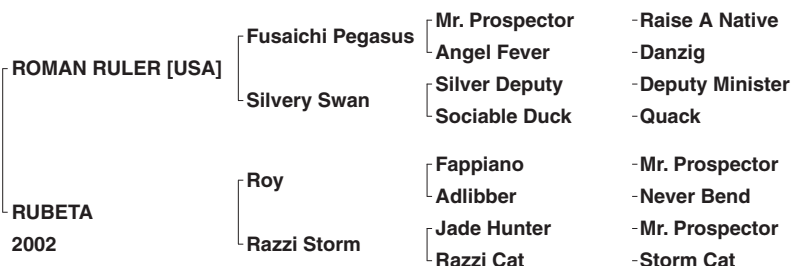 Mr. Prospector -Raise A Native
Fusaichi Pegasus
Angel Fever -Danzig
ROMAN RULER [USA]
Silver Deputy -Deputy Minister
Silvery Swan
Sociable Duck -Quack
Fappiano -Mr. Prospector
Roy
Adlibber -Never Bend
RUBETA
Jade Hunter -Mr. Prospector
2002 Razzi Storm
Razzi Cat -Storm Cat